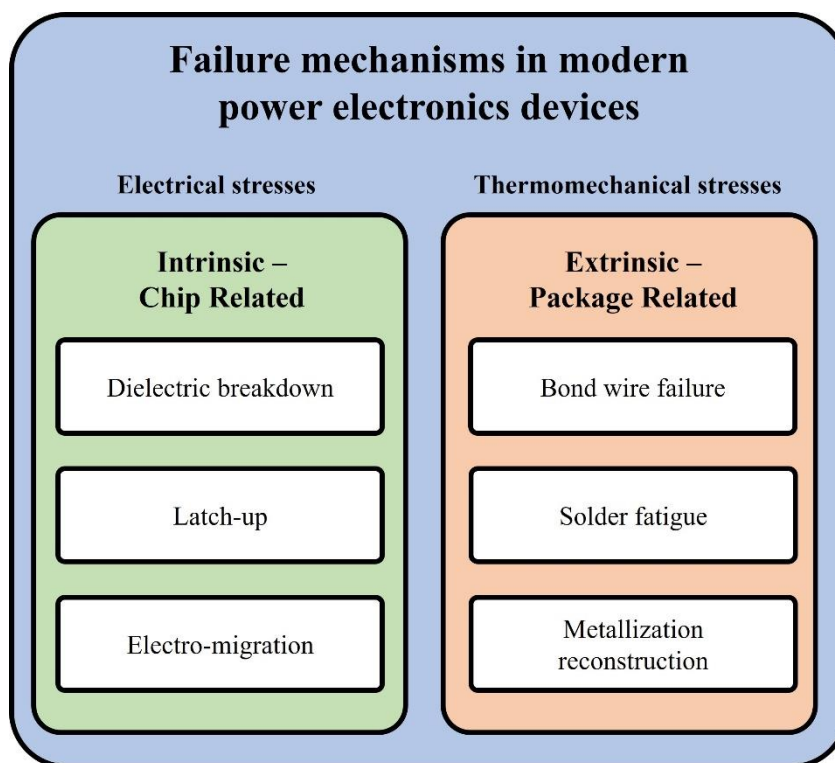 Failure mechanisms in modern
power electronics devices
Electrical stresses
Intrinsic –
Chip Related
Dielectric breakdown
Latch-up
Electro-migration
Thermomechanical stresses
Extrinsic –
Package Related
Bond wire failure
Solder fatigue
Metallization
reconstruction